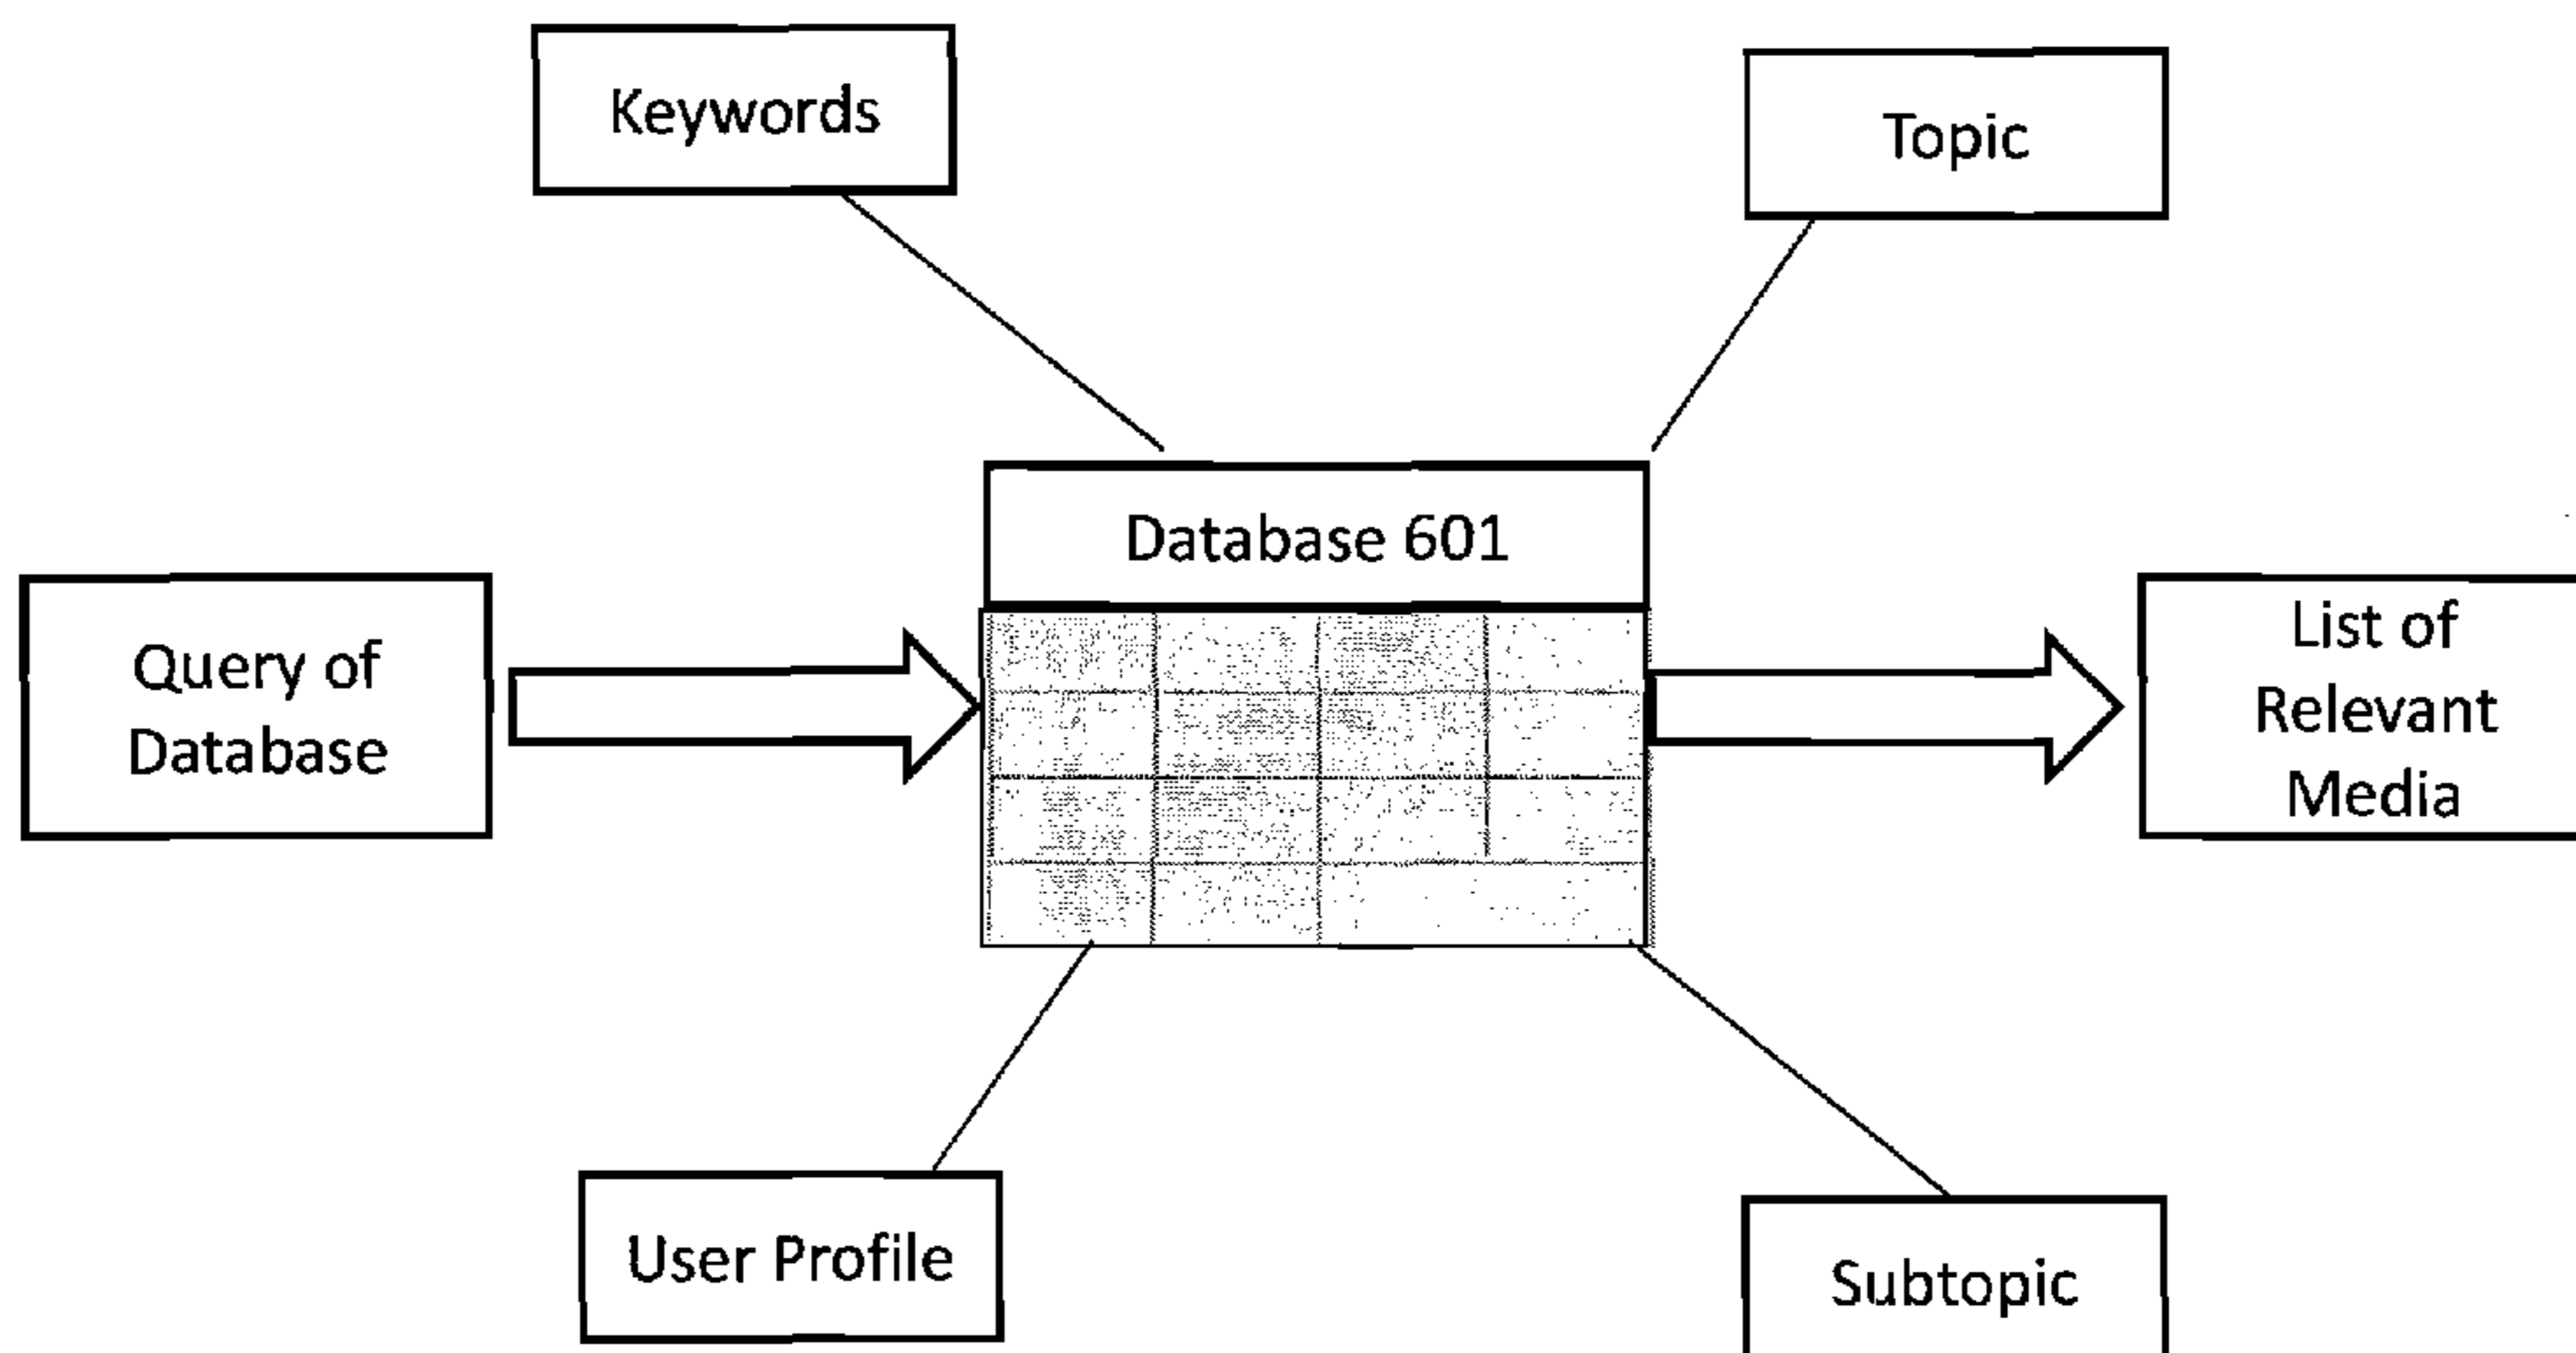 Keywords
Topic
Database 601
Query of
Database
List of
Relevant
Media
User Profile
Subtopic